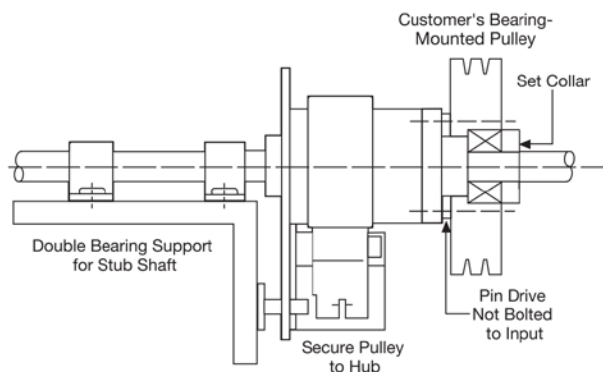 Customer's Bearing-
Mounted Pulley
Set Collar
Double Bearing Support
for Stub Shaft
Pin Drive
Not Bolted
to Input
Secure Pulley
to Hub